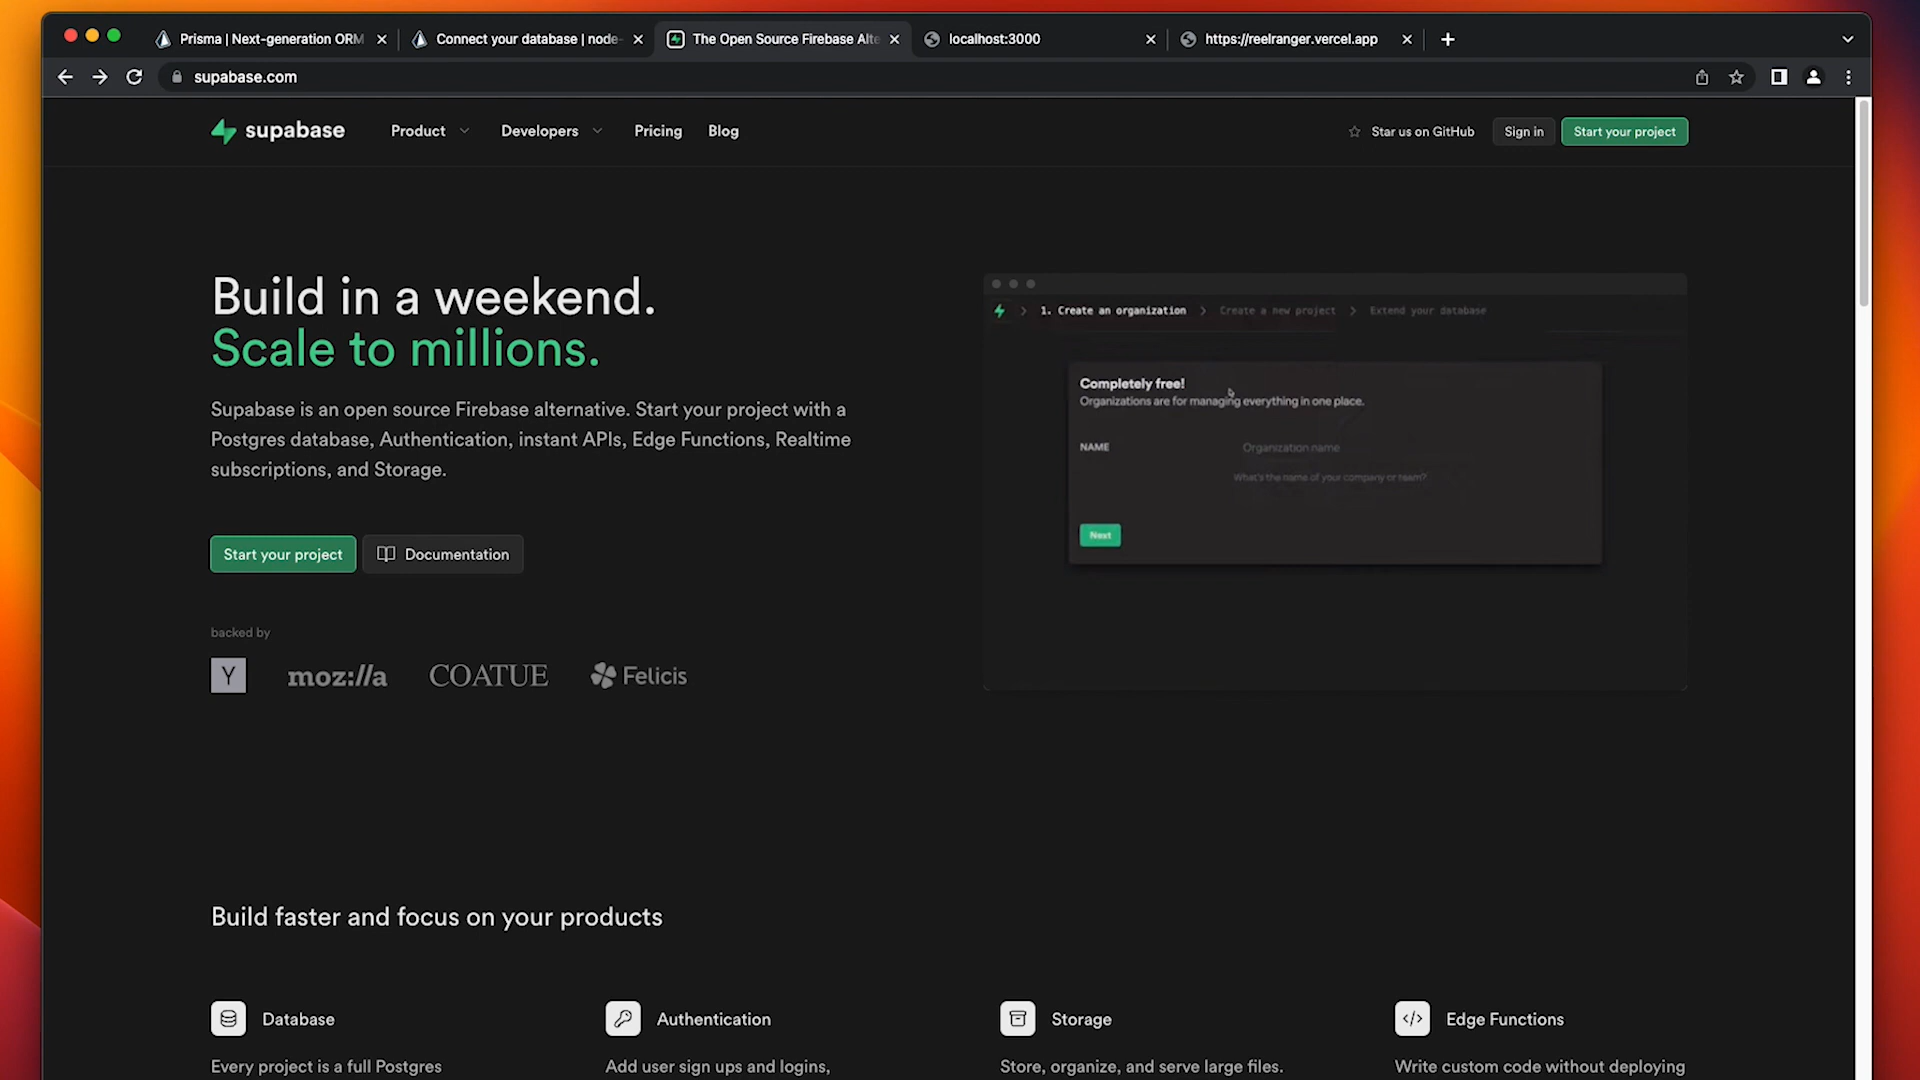 Prisma | Next-generation ORM
Connect your database | node-
The Open Source Firebase Alte
localhost:3000
https://reelranger.vercel.app
supabase.com
supabase
Product
Developers
Pricing
Blog
Star us on GitHub
Sign in
Start your project
Build in a weekend.
Scale to millions.
Supabase is an open source Firebase alternative. Start your project with a
Postgres database, Authentication, instant APIs, Edge Functions, Realtime
subscriptions, and Storage.
Start your project
Documentation
backed by
Y
moz://a
COATUE
Felicis
1. Create an organization
Create a new project
Extend your database
Completely free!
Organizations are for managing everything in one place.
NAME
Organization name
What's the name of your company or team?
Next
Build faster and focus on your products
Database
Every project is a full Postgres
Authentication
Add user sign ups and logins,
Storage
Store, organize, and serve large files.
Edge Functions
Write custom code without deploying